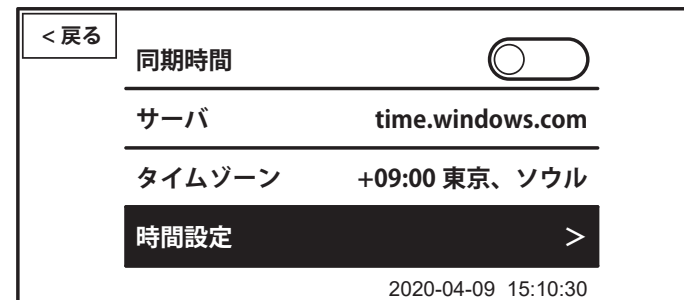 < 戻る
同期時間
サーバ time.windows.com
タイムゾーン +09:00 東京、ソウル
時間設定 >
2020-04-09 15:10:30